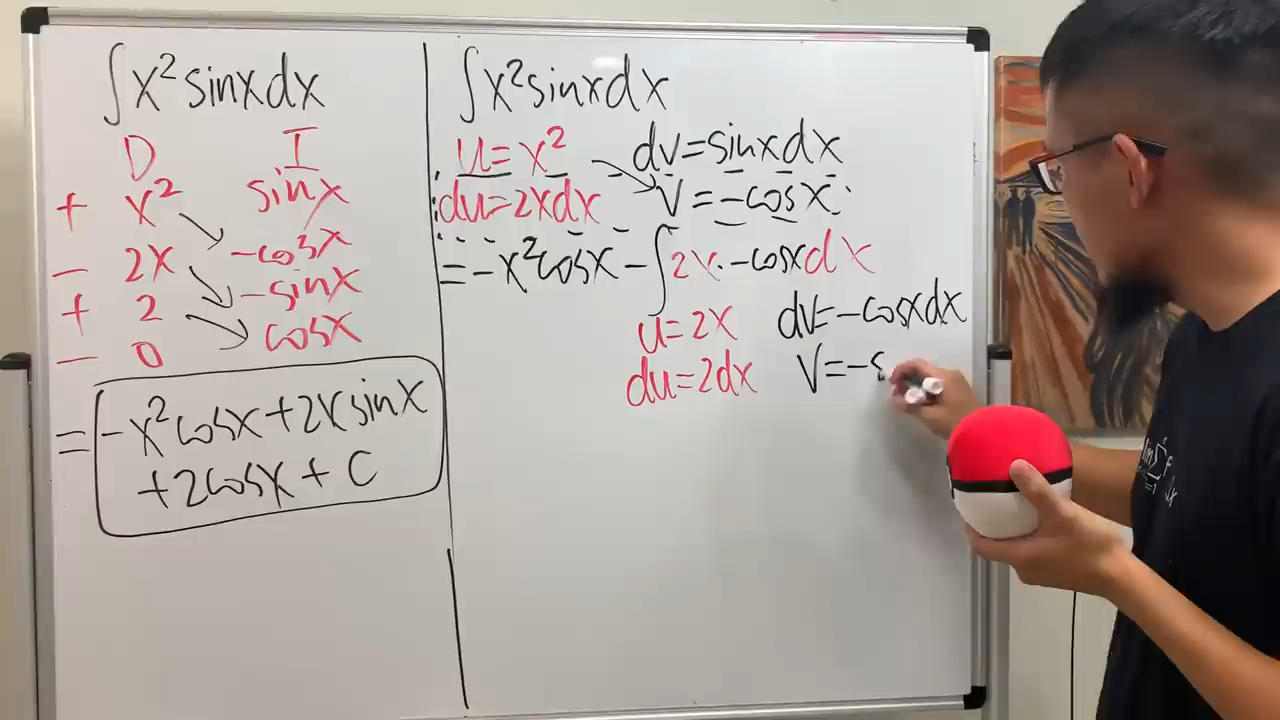 ∫x² sinx dx
D I
+ x² sinx
− 2x −cosx
+ 2 −sinx
− 0 cosx
= −x² cosx + 2x sinx
+2cosx + C
∫x² sinx dx
u = x² dv = sinx dx
du = 2x dx v = −cosx
= −x² cosx − ∫2x · −cosx dx
u = 2x dv = −cosx dx
du = 2dx v = −s